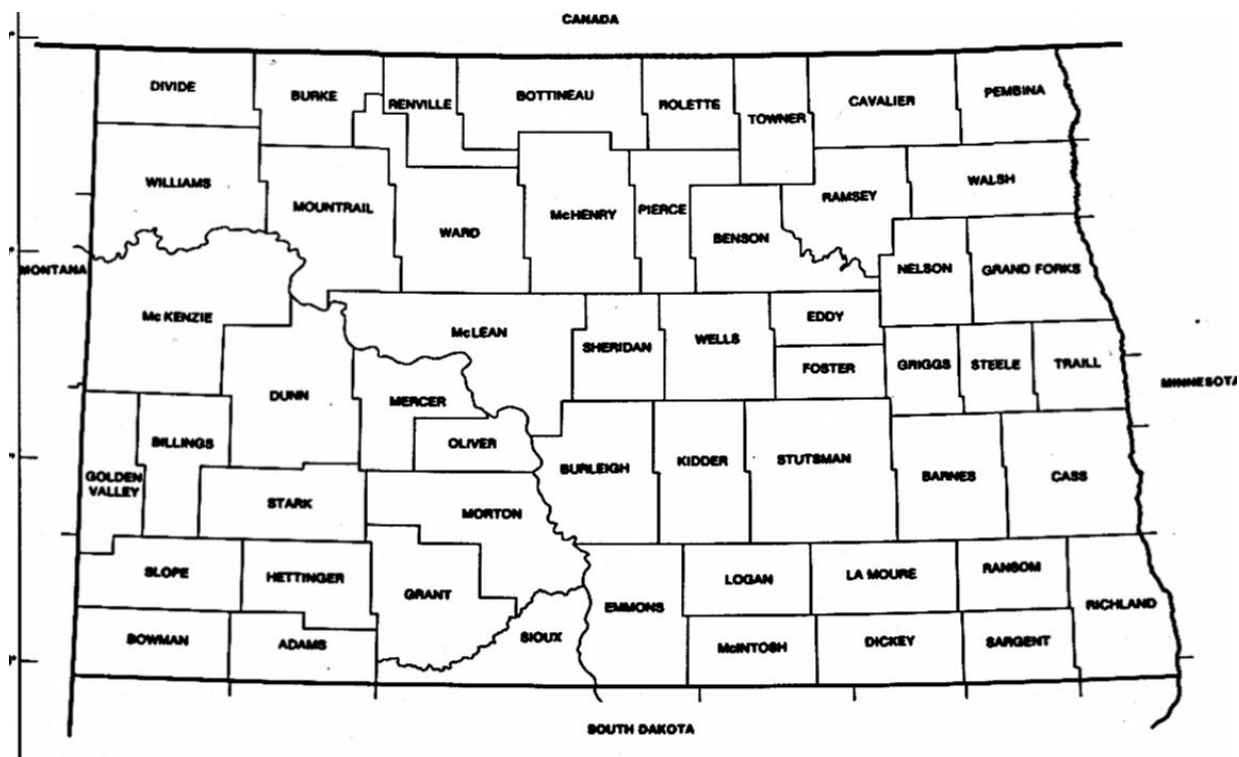 CANADA
DIVIDE
BURKE
RENVILLE
BOTTINEAU
ROLETTE
TOWNER
CAVALIER
PEMBINA
WILLIAMS
MOUNTRAIL
WARD
McHENRY
PIERCE
BENSON
RAMSEY
WALSH
MONTANA
NELSON
GRAND FORKS
McKENZIE
McLEAN
SHERIDAN
WELLS
EDDY
FOSTER
GRIGGS
STEELE
TRAILL
MINNESOTA
DUNN
MERCER
OLIVER
BILLINGS
GOLDEN
VALLEY
STARK
MORTON
BURLEIGH
KIDDER
STUTSMAN
BARNES
CASS
SLOPE
HETTINGER
GRANT
EMMONS
LOGAN
LA MOURE
RANSOM
RICHLAND
BOWMAN
ADAMS
SIOUX
McINTOSH
DICKEY
SARGENT
SOUTH DAKOTA